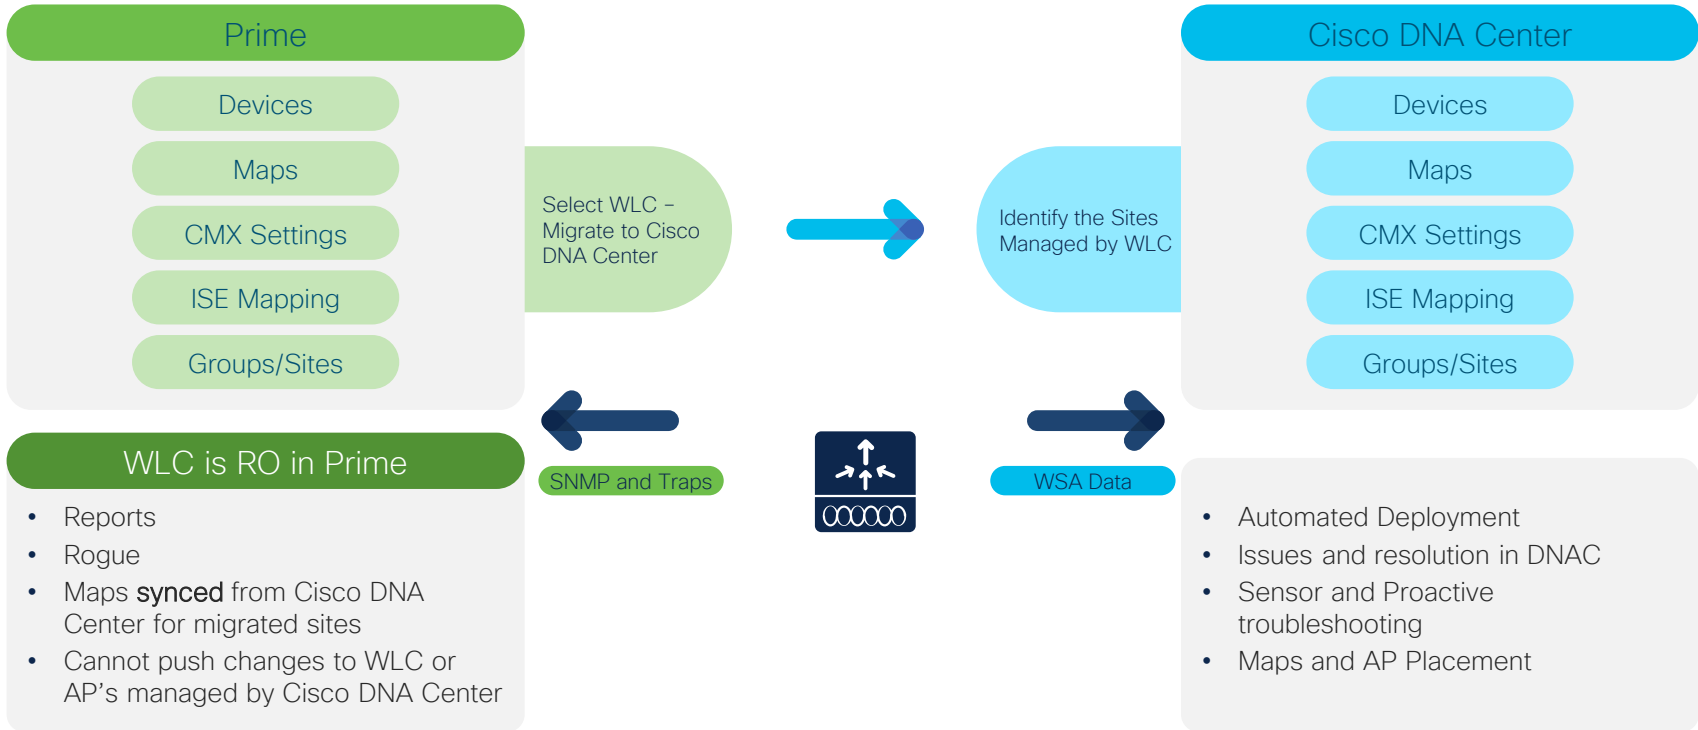 Prime
Devices
Maps
CMX Settings
ISE Mapping
Groups/Sites
Select WLC –
Migrate to Cisco
DNA Center
Identify the Sites
Managed by WLC
Cisco DNA Center
Devices
Maps
CMX Settings
ISE Mapping
Groups/Sites
WLC is RO in Prime
• Reports
• Rogue
• Maps synced from Cisco DNA
Center for migrated sites
• Cannot push changes to WLC or
AP’s managed by Cisco DNA Center
SNMP and Traps
WSA Data
• Automated Deployment
• Issues and resolution in DNAC
• Sensor and Proactive
troubleshooting
• Maps and AP Placement